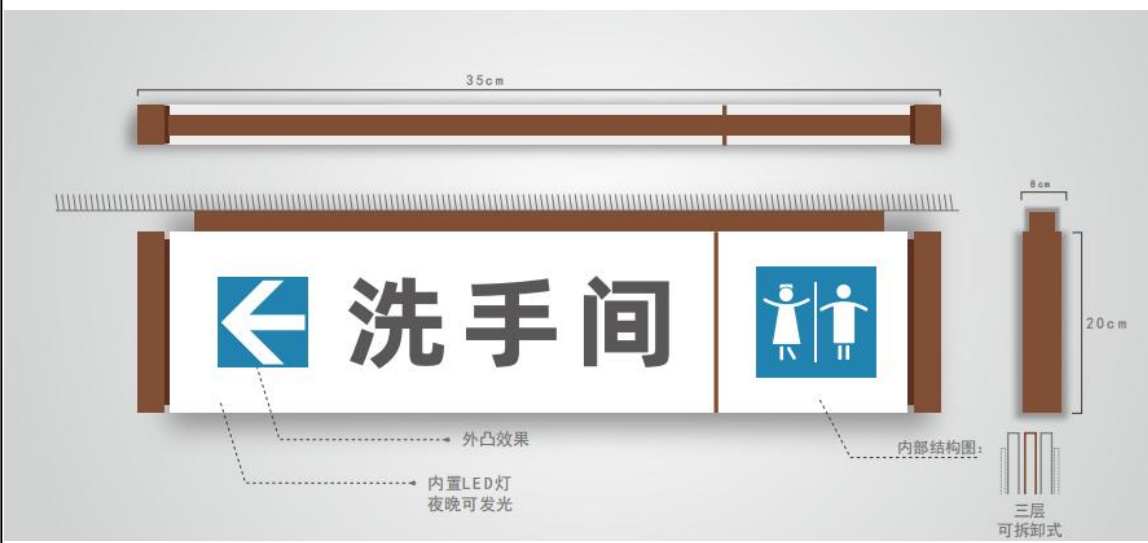 35cm
8cm
洗手间
20cm
外凸效果
内部结构图：
内置LED灯
夜晚可发光
三层
可拆卸式